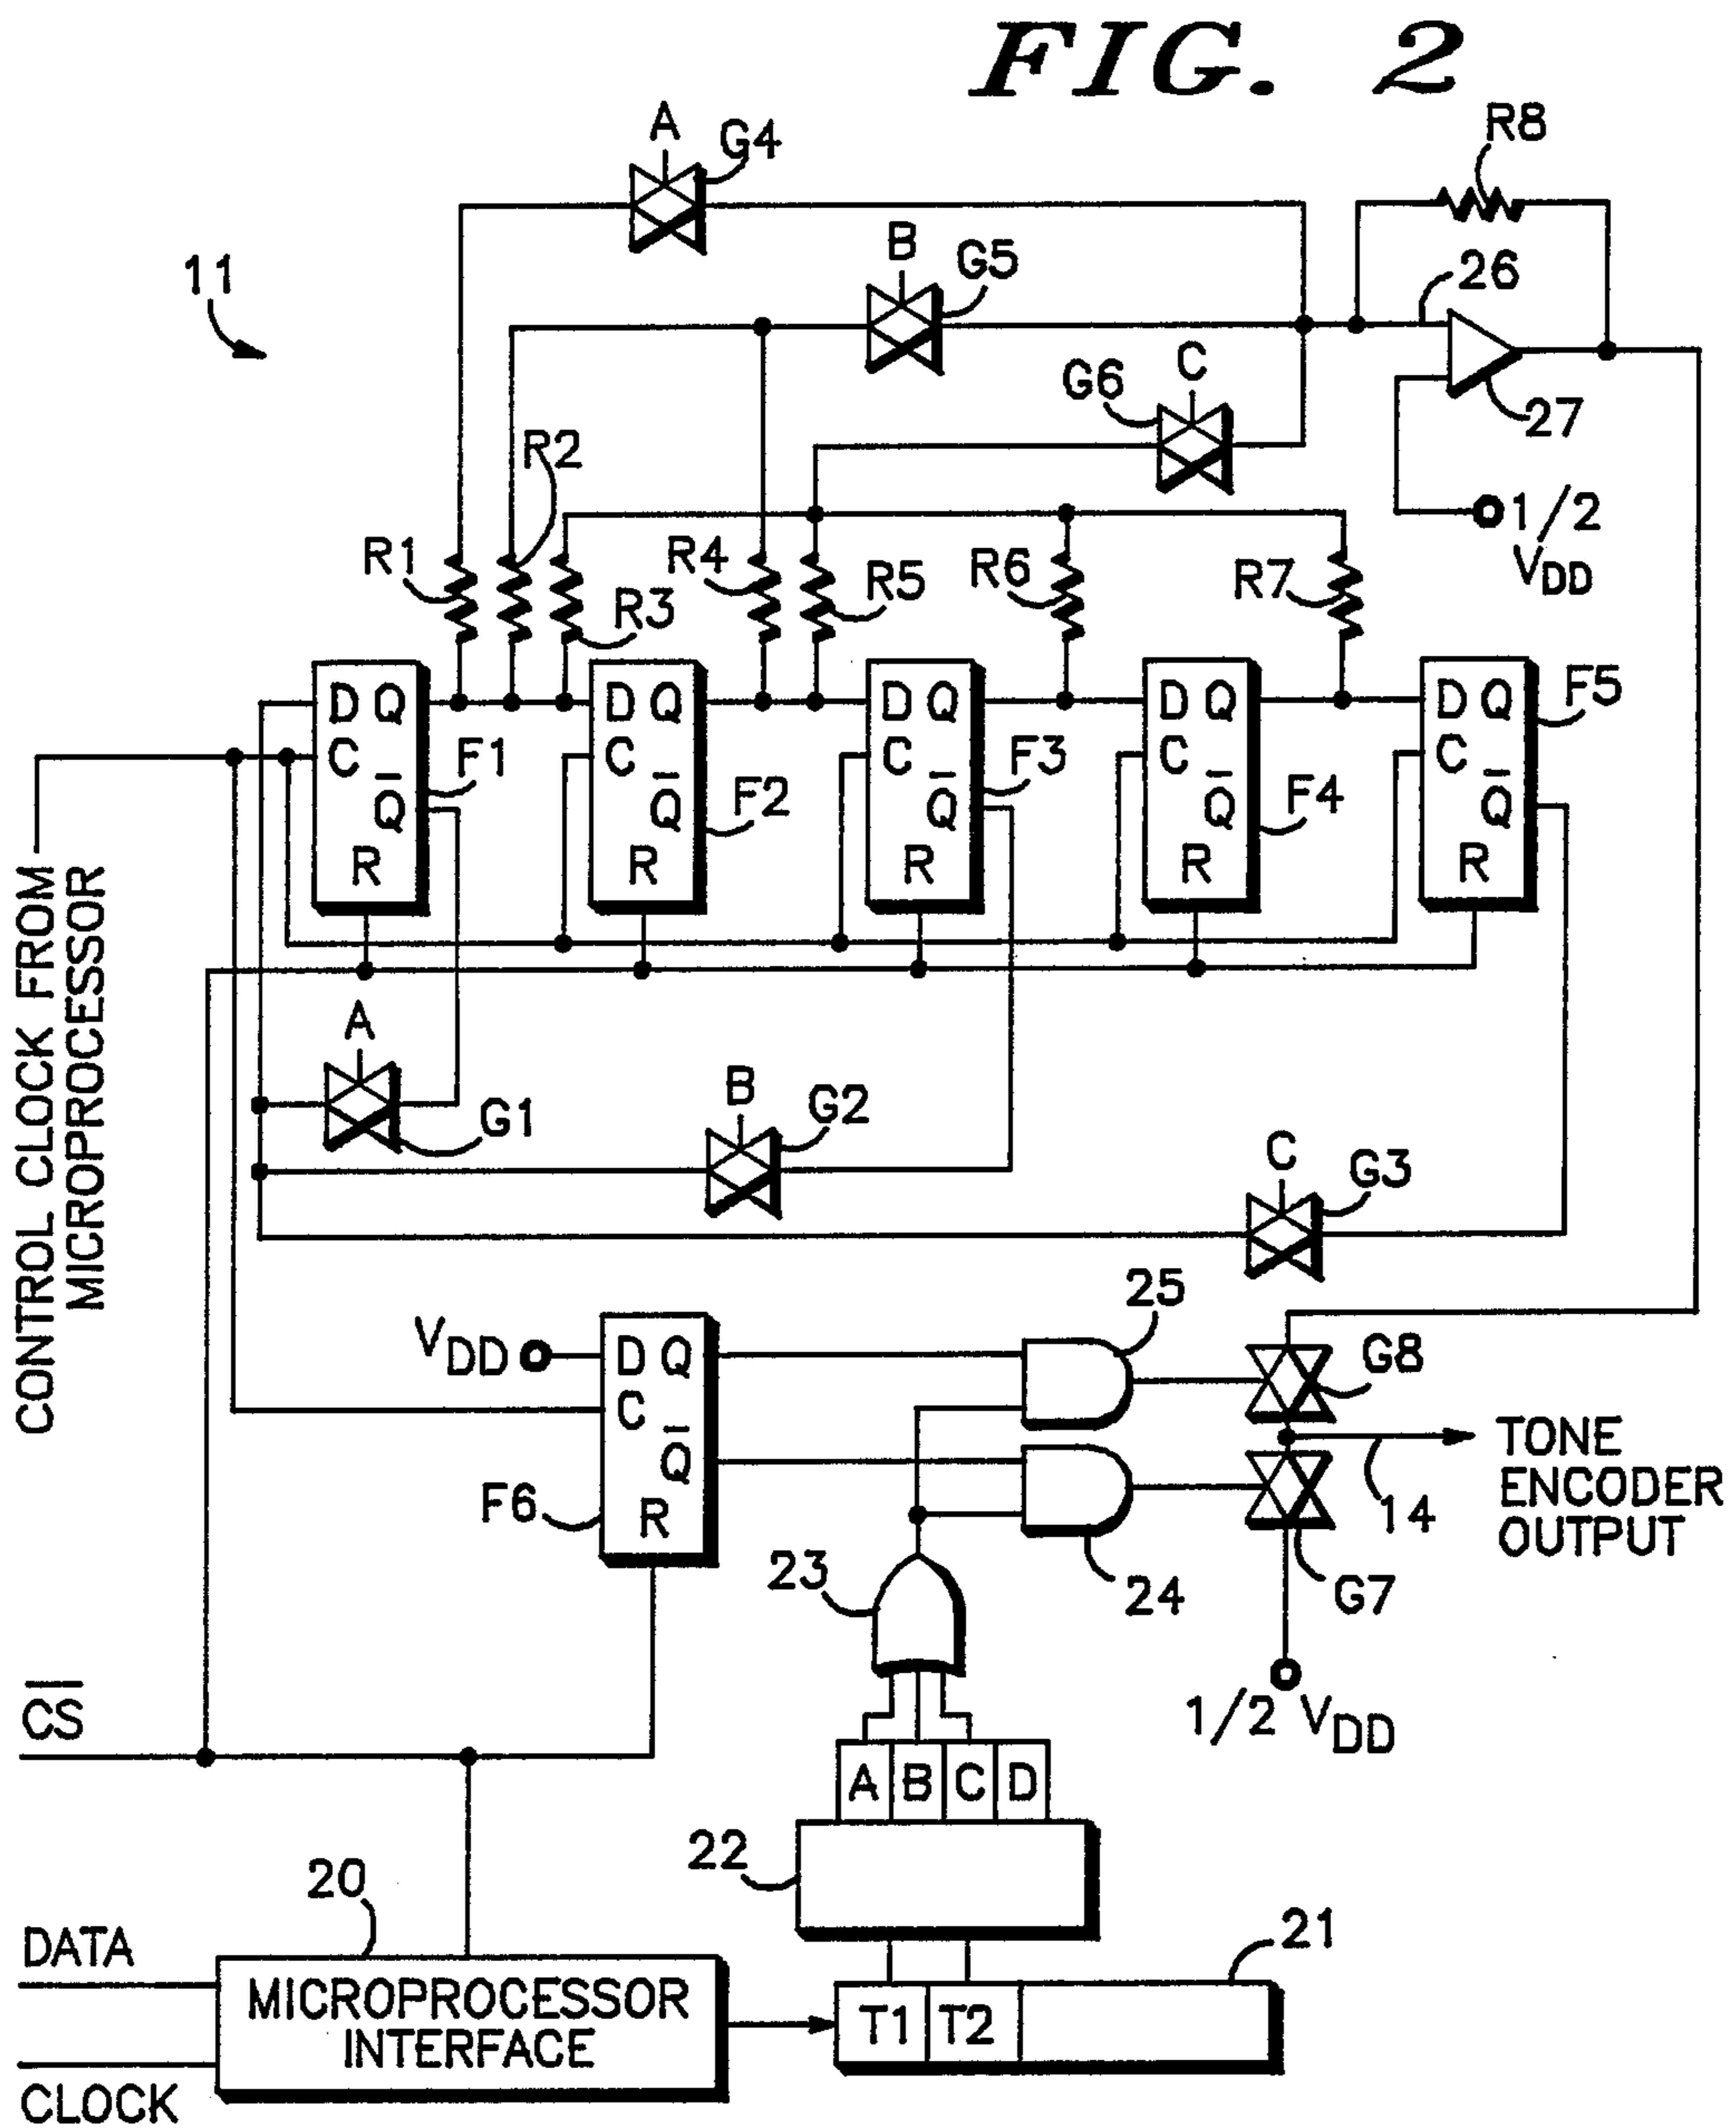 FIG. 2
R8
A
G4
B
G5
11
26
C
G6
27
R2
1/2
VDD
R1
R4
R5
R6
R7
R3
D Q
C
Q̅
R
F1
D Q
C
Q̅
R
F2
D Q
C
Q̅
R
F3
D Q
C
Q̅
R
F4
D Q
C
Q̅
R
F5
CONTROL CLOCK FROM
MICROPROCESSOR
A
G1
B
G2
C
G3
25
VDD
D Q
C
Q̅
R
F6
G8
TONE
ENCODER
OUTPUT
14
23
24
G7
C̅S̅
1/2 VDD
A B C D
22
20
21
DATA
MICROPROCESSOR
INTERFACE
T1 T2
CLOCK